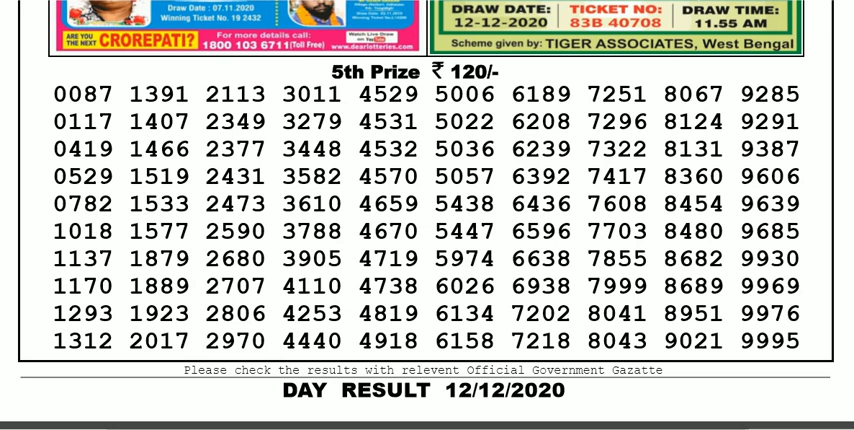 Draw Date : 07.11.2020
Winning Ticket No. 19 2432
ARE YOU THE NEXT CROREPATI?
For more details call:
1800 103 6711(Toll Free)
www.dearlotteries.com
DRAW DATE:
12-12-2020
TICKET NO:
83B 40708
DRAW TIME:
11.55 AM
Scheme given by: TIGER ASSOCIATES, West Bengal
5th Prize ₹ 120/-
0087 1391 2113 3011 4529 5006 6189 7251 8067 9285
0117 1407 2349 3279 4531 5022 6208 7296 8124 9291
0419 1466 2377 3448 4532 5036 6239 7322 8131 9387
0529 1519 2431 3582 4570 5057 6392 7417 8360 9606
0782 1533 2473 3610 4659 5438 6436 7608 8454 9639
1018 1577 2590 3788 4670 5447 6596 7703 8480 9685
1137 1879 2680 3905 4719 5974 6638 7855 8682 9930
1170 1889 2707 4110 4738 6026 6938 7999 8689 9969
1293 1923 2806 4253 4819 6134 7202 8041 8951 9976
1312 2017 2970 4440 4918 6158 7218 8043 9021 9995
Please check the results with relevent Official Government Gazatte
DAY RESULT 12/12/2020